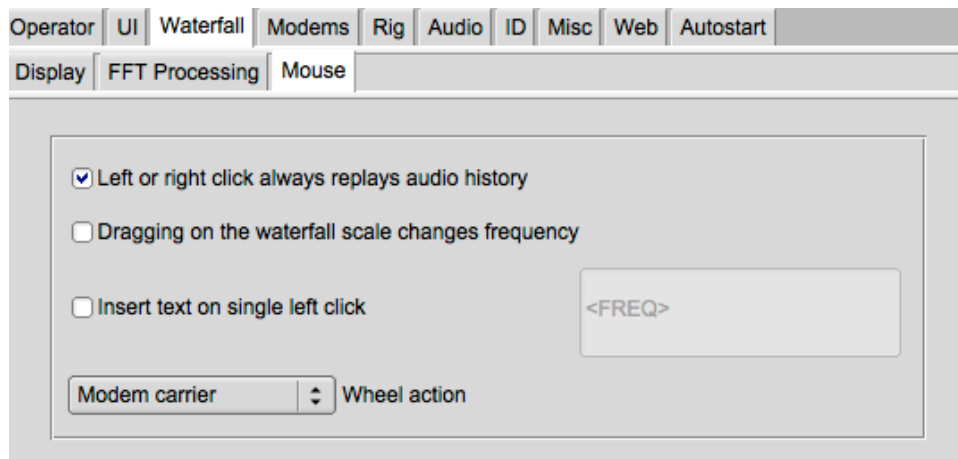 Operator UI Waterfall Modems Rig Audio ID Misc Web Autostart
Display FFT Processing Mouse
Left or right click always replays audio history
Dragging on the waterfall scale changes frequency
Insert text on single left click <FREQ>
Modem carrier Wheel action